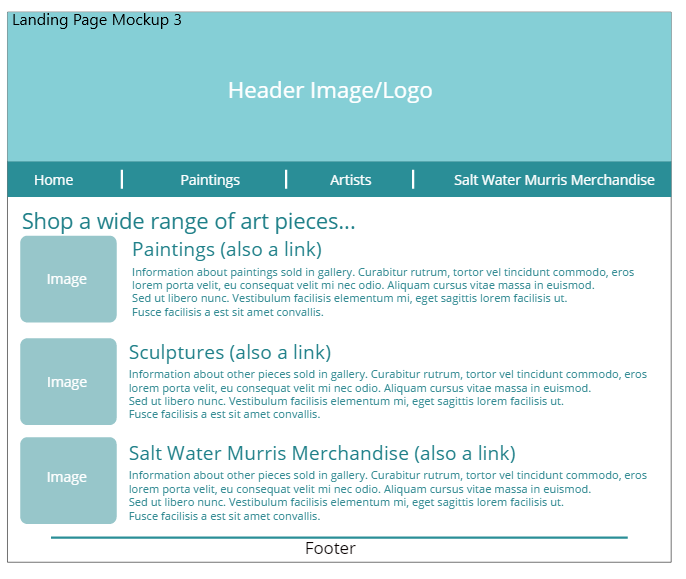 Landing Page Mockup 3
Header Image/Logo
Home | Paintings | Artists | Salt Water Murris Merchandise
Shop a wide range of art pieces...
Image
Paintings (also a link)
Information about paintings sold in gallery. Curabitur rutrum, tortor vel tincidunt commodo, eros
lorem porta velit, eu consequat velit mi nec odio. Aliquam cursus vitae massa in euismod.
Sed ut libero nunc. Vestibulum facilisis elementum mi, eget sagittis lorem facilisis ut.
Fusce facilisis a est sit amet convallis.
Image
Sculptures (also a link)
Information about other pieces sold in gallery. Curabitur rutrum, tortor vel tincidunt commodo, eros
lorem porta velit, eu consequat velit mi nec odio. Aliquam cursus vitae massa in euismod.
Sed ut libero nunc. Vestibulum facilisis elementum mi, eget sagittis lorem facilisis ut.
Fusce facilisis a est sit amet convallis.
Image
Salt Water Murris Merchandise (also a link)
Information about other pieces sold in gallery. Curabitur rutrum, tortor vel tincidunt commodo, eros
lorem porta velit, eu consequat velit mi nec odio. Aliquam cursus vitae massa in euismod.
Sed ut libero nunc. Vestibulum facilisis elementum mi, eget sagittis lorem facilisis ut.
Fusce facilisis a est sit amet convallis.
Footer